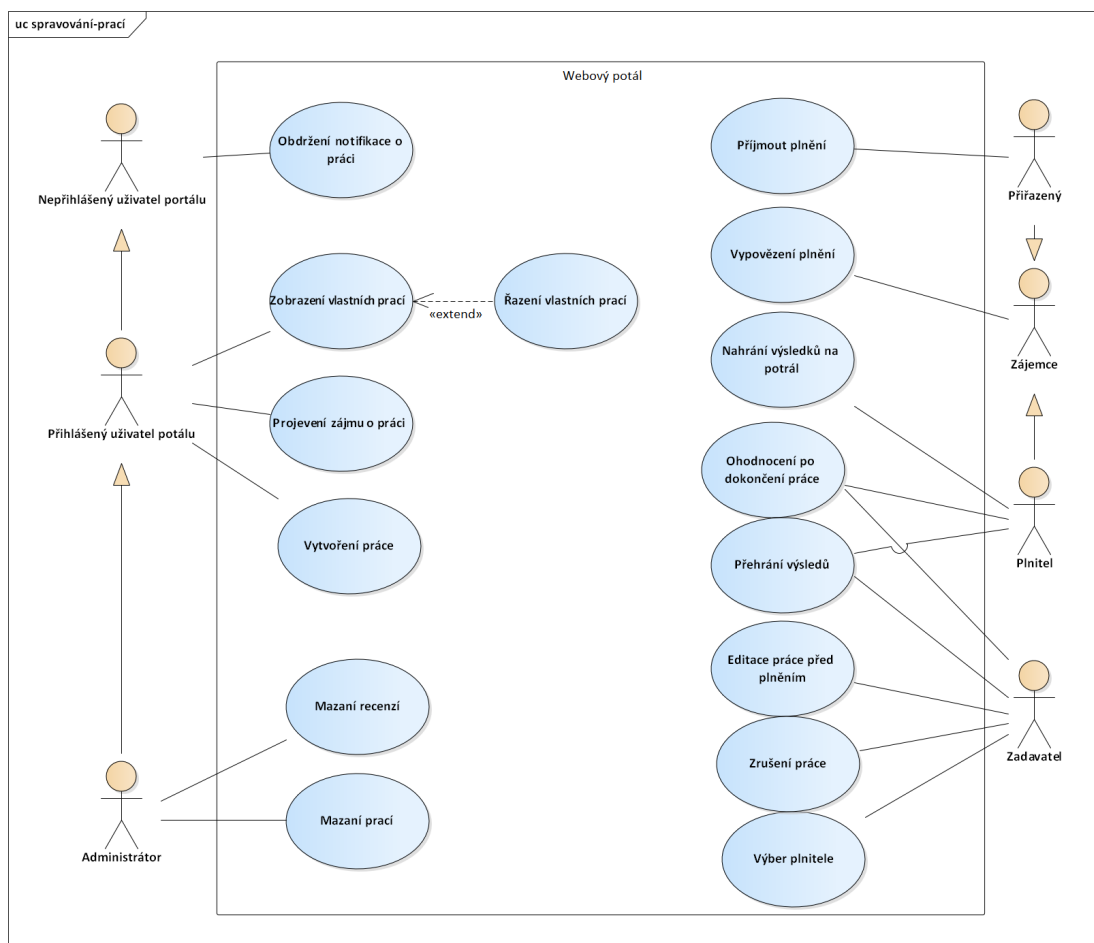 uc spravování-prací
Webový potál
Nepřihlášený uživatel portálu
Obdržení notifikace o
práci
Příjmout plnění
Přiřazený
Zobrazení vlastních prací
«extend»
Řazení vlastních prací
Vypovězení plnění
Zájemce
Přihlášený uživatel potálu
Projevení zájmu o práci
Nahrání výsledků na
potrál
Vytvoření práce
Ohodnocení po
dokončení práce
Přehrání výsledů
Plnitel
Mazaní recenzí
Editace práce před
plněním
Zrušení práce
Zadavatel
Administrátor
Mazaní prací
Výber plnitele